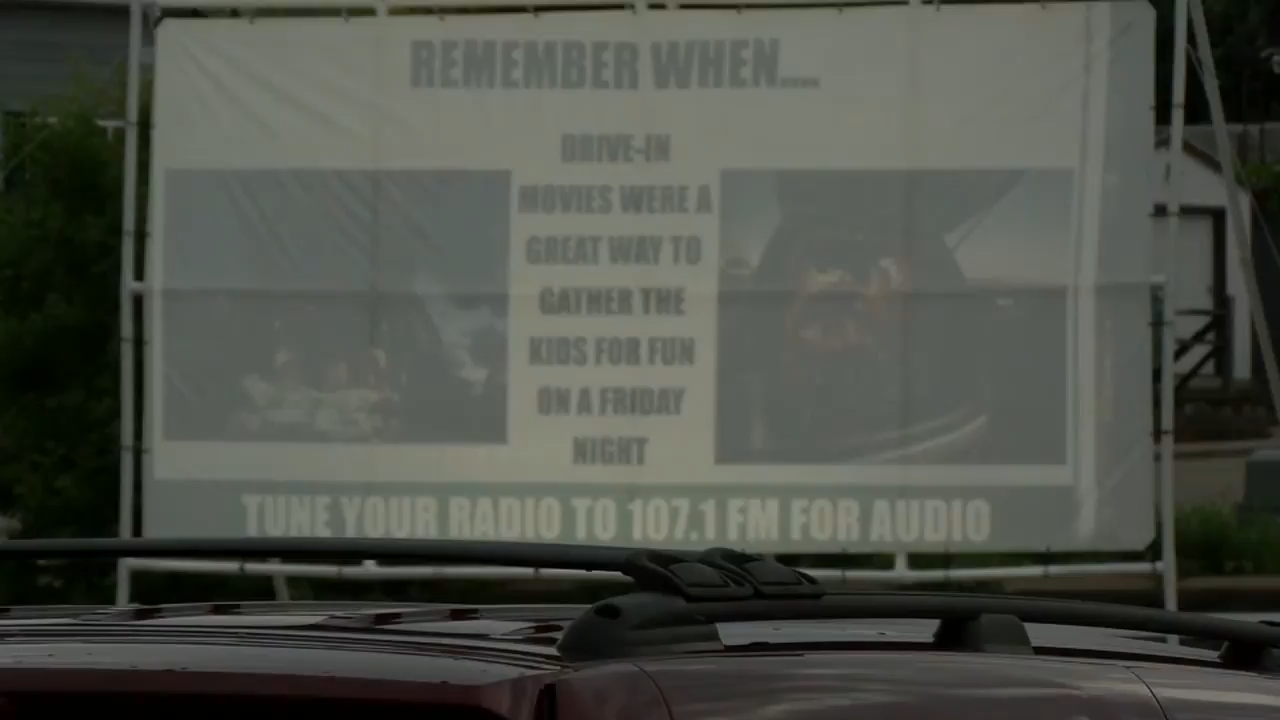 REMEMBER WHEN....
DRIVE-IN
MOVIES WERE A
GREAT WAY TO
GATHER THE
KIDS FOR FUN
ON A FRIDAY
NIGHT
TUNE YOUR RADIO TO 107.1 FM FOR AUDIO